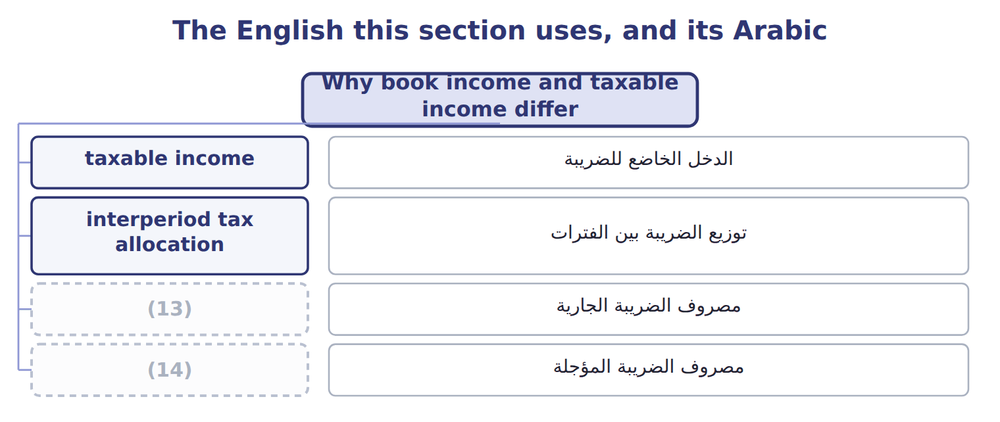 The English this section uses, and its Arabic
Why book income and taxable
income differ
taxable income
الدخل الخاضع للضريبة
interperiod tax
allocation
توزيع الضريبة بين الفترات
(13)
مصروف الضريبة الجارية
(14)
مصروف الضريبة المؤجلة